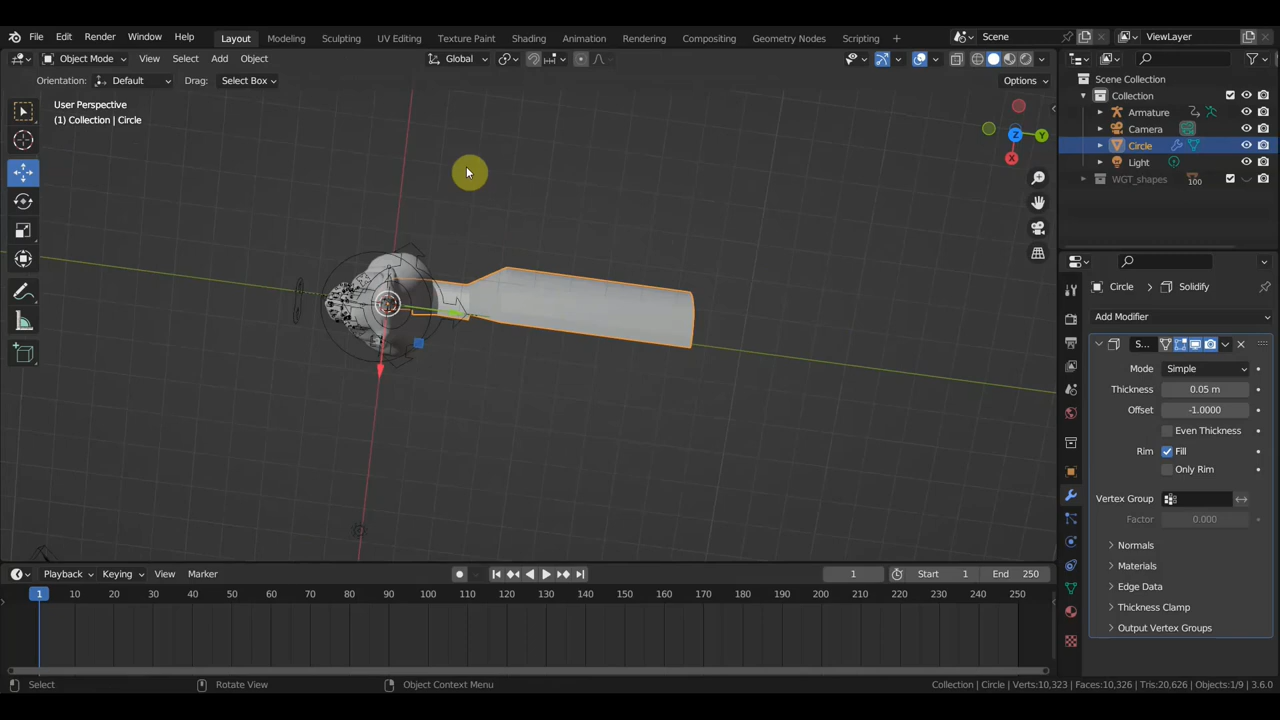 File Edit Render Window Help Layout Modeling Sculpting UV Editing Texture Paint Shading Animation Rendering Compositing Geometry Nodes Scripting + Scene ViewLayer
Object Mode View Select Add Object Global
Orientation: Default Drag: Select Box Options
User Perspective
(1) Collection | Circle
Z
Y
X
Scene Collection
Collection
Armature
Camera
Circle
Light
WGT_shapes 100
Circle > Solidify
Add Modifier
S...
Mode Simple
Thickness 0.05 m
Offset -1.0000
Even Thickness
Rim Fill
Only Rim
Vertex Group
Factor 0.000
Normals
Materials
Edge Data
Thickness Clamp
Output Vertex Groups
Playback Keying View Marker 1 Start 1 End 250
1 10 20 30 40 50 60 70 80 90 100 110 120 130 140 150 160 170 180 190 200 210 220 230 240 250
Select Rotate View Object Context Menu Collection | Circle | Verts:10,323 | Faces:10,326 | Tris:20,626 | Objects:1/9 | 3.6.0